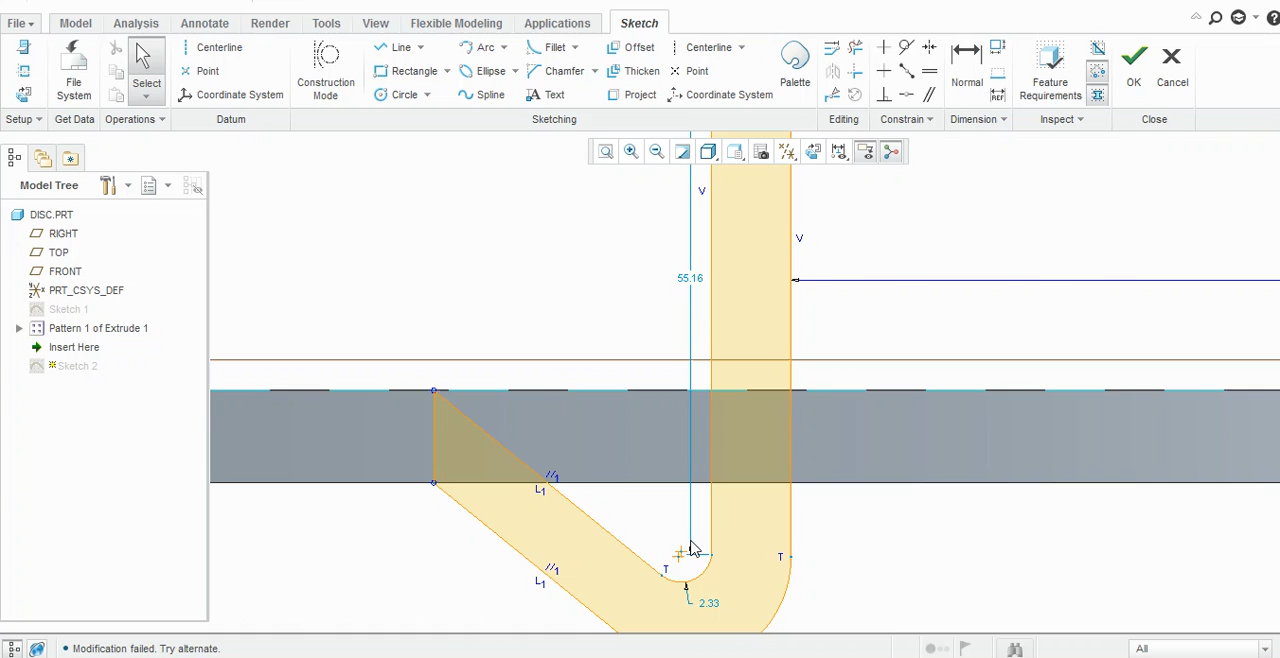 File Model Analysis Annotate Render Tools View Flexible Modeling Applications Sketch
Centerline Line Arc Fillet Offset Centerline
Point Rectangle Ellipse Chamfer Thicken Point
File System Select Coordinate System Construction Mode Circle Spline Text Project Coordinate System Palette Normal REF Feature Requirements OK Cancel
Setup Get Data Operations Datum Sketching Editing Constrain Dimension Inspect Close
Model Tree
DISC.PRT
RIGHT
TOP
FRONT
PRT_CSYS_DEF
Sketch 1
Pattern 1 of Extrude 1
Insert Here
Sketch 2
V
V
55.16
//1
L1
//1
L1
T
T
2.33
• Modification failed. Try alternate.
All